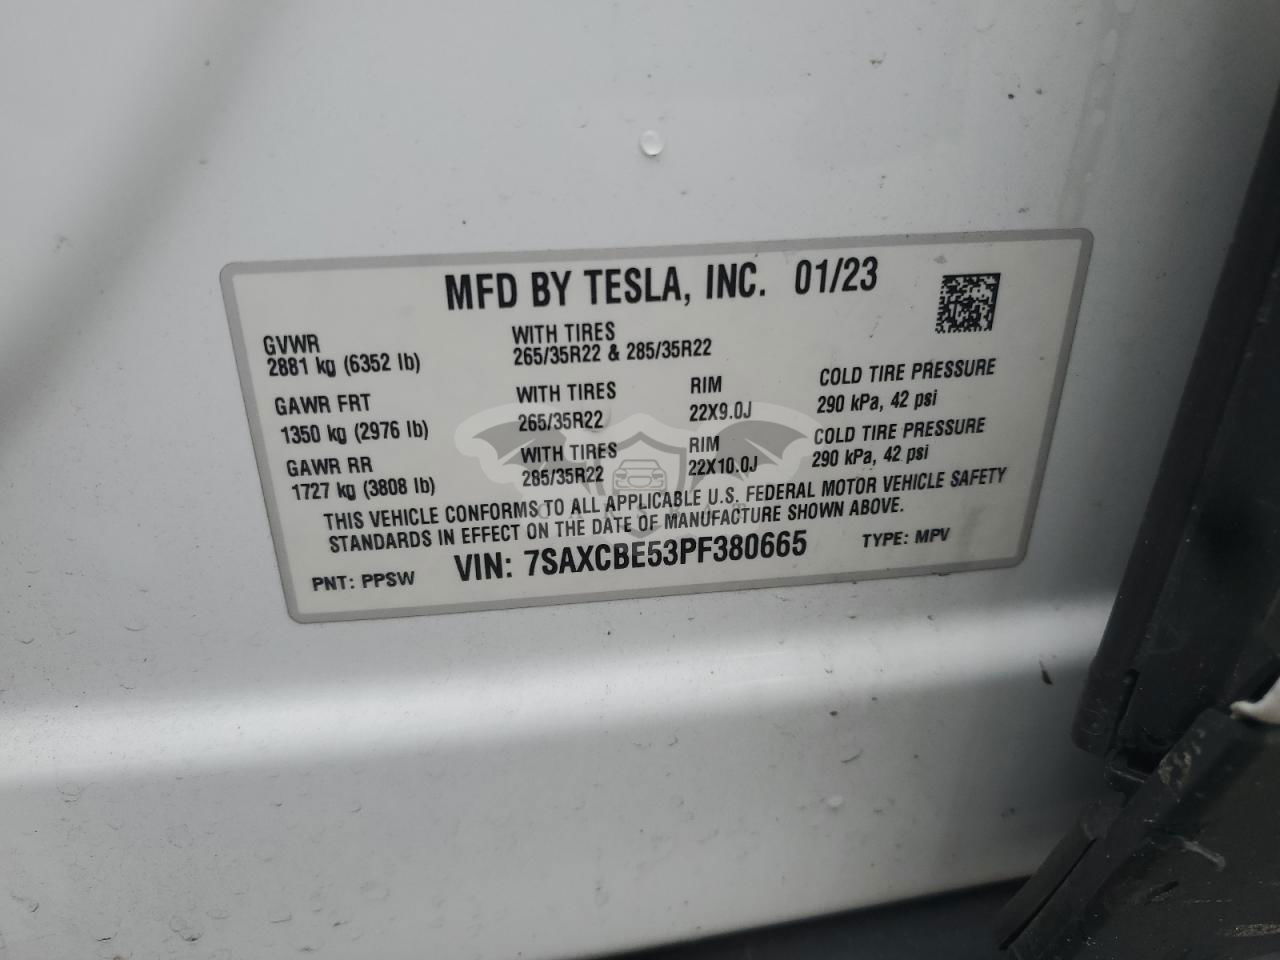 MFD BY TESLA, INC. 01/23
GVWR
2881 kg (6352 lb)
WITH TIRES
265/35R22 & 285/35R22
GAWR FRT
1350 kg (2976 lb)
WITH TIRES
265/35R22
RIM
22X9.0J
COLD TIRE PRESSURE
290 kPa, 42 psi
GAWR RR
1727 kg (3808 lb)
WITH TIRES
285/35R22
RIM
22X10.0J
COLD TIRE PRESSURE
290 kPa, 42 psi
THIS VEHICLE CONFORMS TO ALL APPLICABLE U.S. FEDERAL MOTOR VEHICLE SAFETY
STANDARDS IN EFFECT ON THE DATE OF MANUFACTURE SHOWN ABOVE.
PNT: PPSW
VIN: 7SAXCBE53PF380665
TYPE: MPV